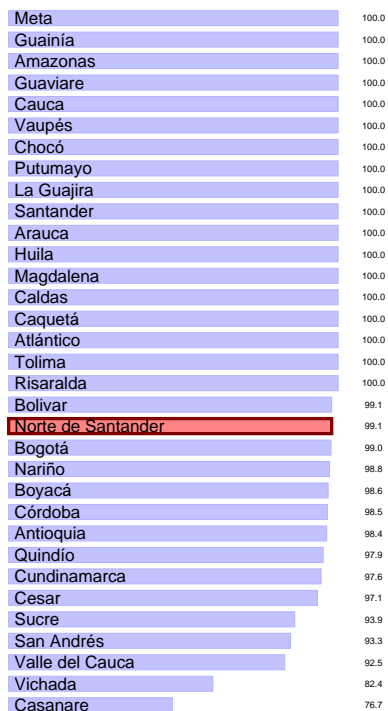 Meta 100.0
Guainía 100.0
Amazonas 100.0
Guaviare 100.0
Cauca 100.0
Vaupés 100.0
Chocó 100.0
Putumayo 100.0
La Guajira 100.0
Santander 100.0
Arauca 100.0
Huila 100.0
Magdalena 100.0
Caldas 100.0
Caquetá 100.0
Atlántico 100.0
Tolima 100.0
Risaralda 100.0
Bolivar 99.1
Norte de Santander 99.1
Bogotá 99.0
Nariño 98.8
Boyacá 98.6
Córdoba 98.5
Antioquia 98.4
Quindío 97.9
Cundinamarca 97.6
Cesar 97.1
Sucre 93.9
San Andrés 93.3
Valle del Cauca 92.5
Vichada 82.4
Casanare 76.7